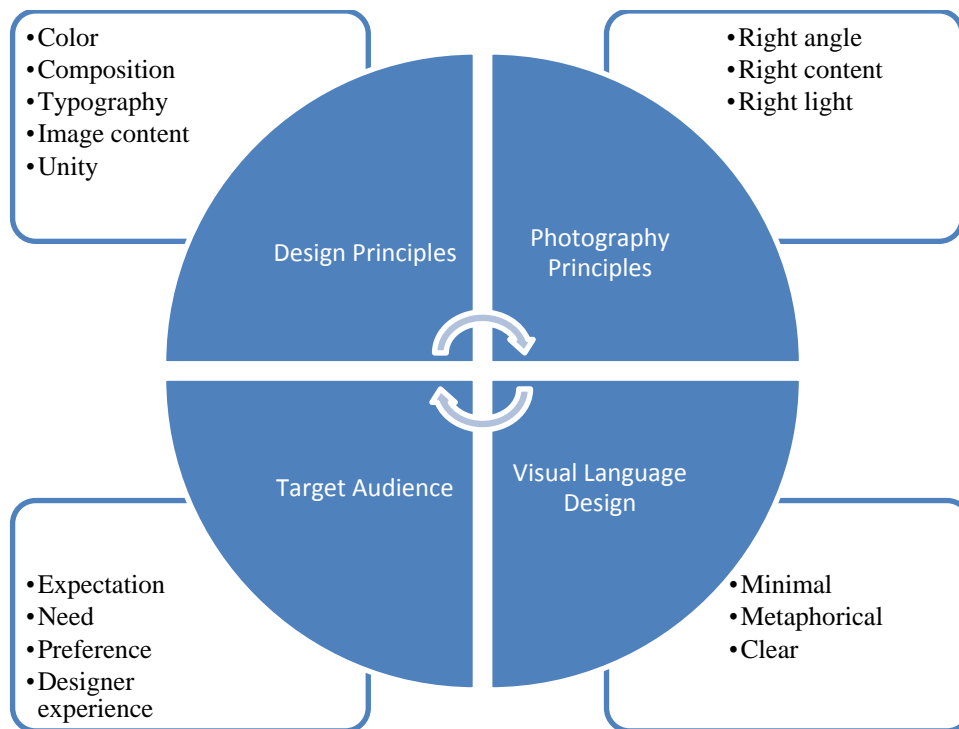 •Color
•Composition
•Typography
•Image content
•Unity
•Right angle
•Right content
•Right light
Design Principles
Photography
Principles
Target Audience
Visual Language
Design
•Expectation
•Need
•Preference
•Designer
experience
•Minimal
•Metaphorical
•Clear